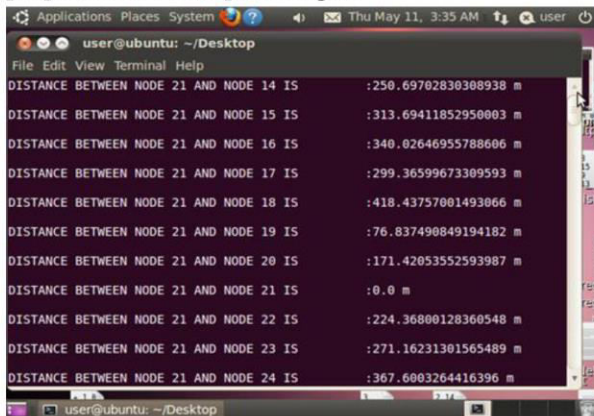 Applications Places System Thu May 11, 3:35 AM user
user@ubuntu: ~/Desktop
File Edit View Terminal Help
DISTANCE BETWEEN NODE 21 AND NODE 14 IS :250.69702830308938 m
DISTANCE BETWEEN NODE 21 AND NODE 15 IS :313.69411852950003 m
DISTANCE BETWEEN NODE 21 AND NODE 16 IS :340.02646955788606 m
DISTANCE BETWEEN NODE 21 AND NODE 17 IS :299.36599673309593 m
DISTANCE BETWEEN NODE 21 AND NODE 18 IS :418.43757001493066 m
DISTANCE BETWEEN NODE 21 AND NODE 19 IS :76.837490849194182 m
DISTANCE BETWEEN NODE 21 AND NODE 20 IS :171.42053552593987 m
DISTANCE BETWEEN NODE 21 AND NODE 21 IS :0.0 m
DISTANCE BETWEEN NODE 21 AND NODE 22 IS :224.36800128360548 m
DISTANCE BETWEEN NODE 21 AND NODE 23 IS :271.16231301565489 m
DISTANCE BETWEEN NODE 21 AND NODE 24 IS :367.6003264416396 m
user@ubuntu: ~/Desktop